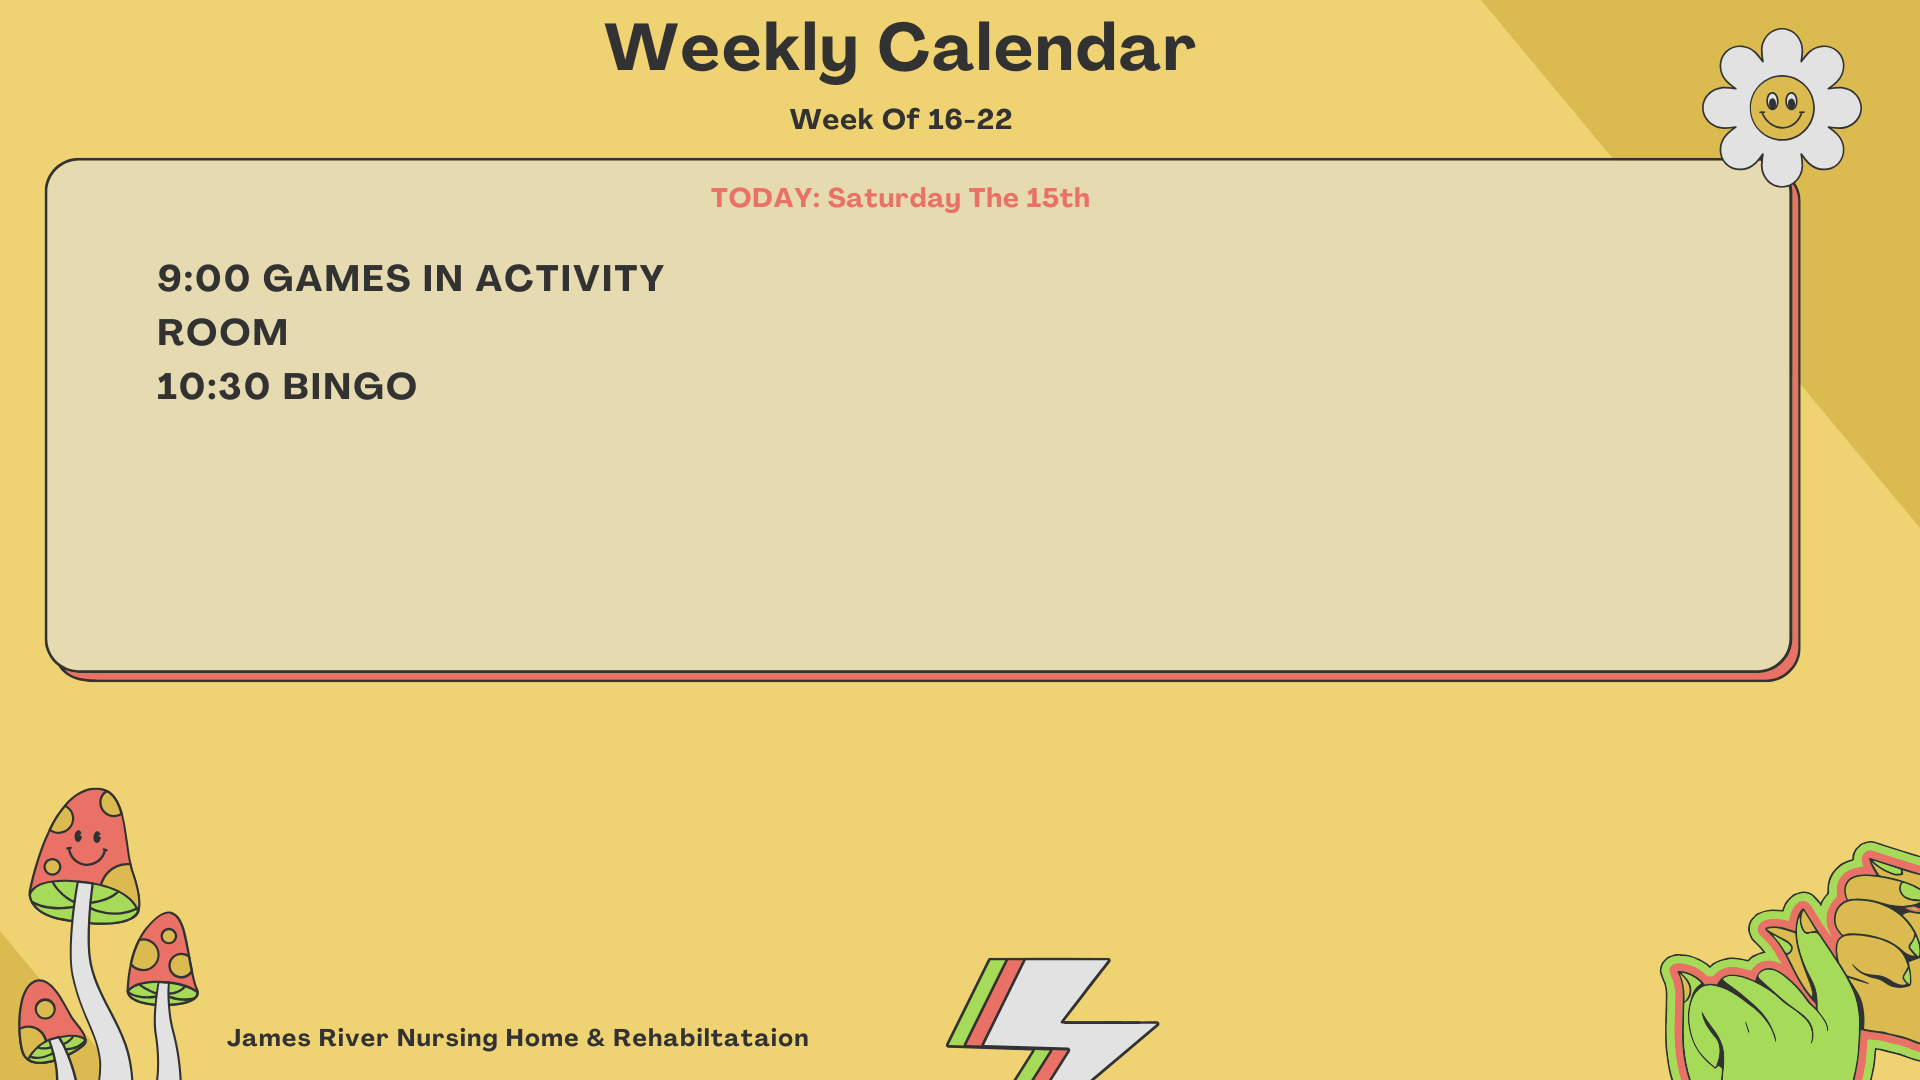 Weekly Calendar
Week Of 16-22
TODAY: Saturday The 15th
9:00 GAMES IN ACTIVITY
ROOM
10:30 BINGO
James River Nursing Home & Rehabiltataion